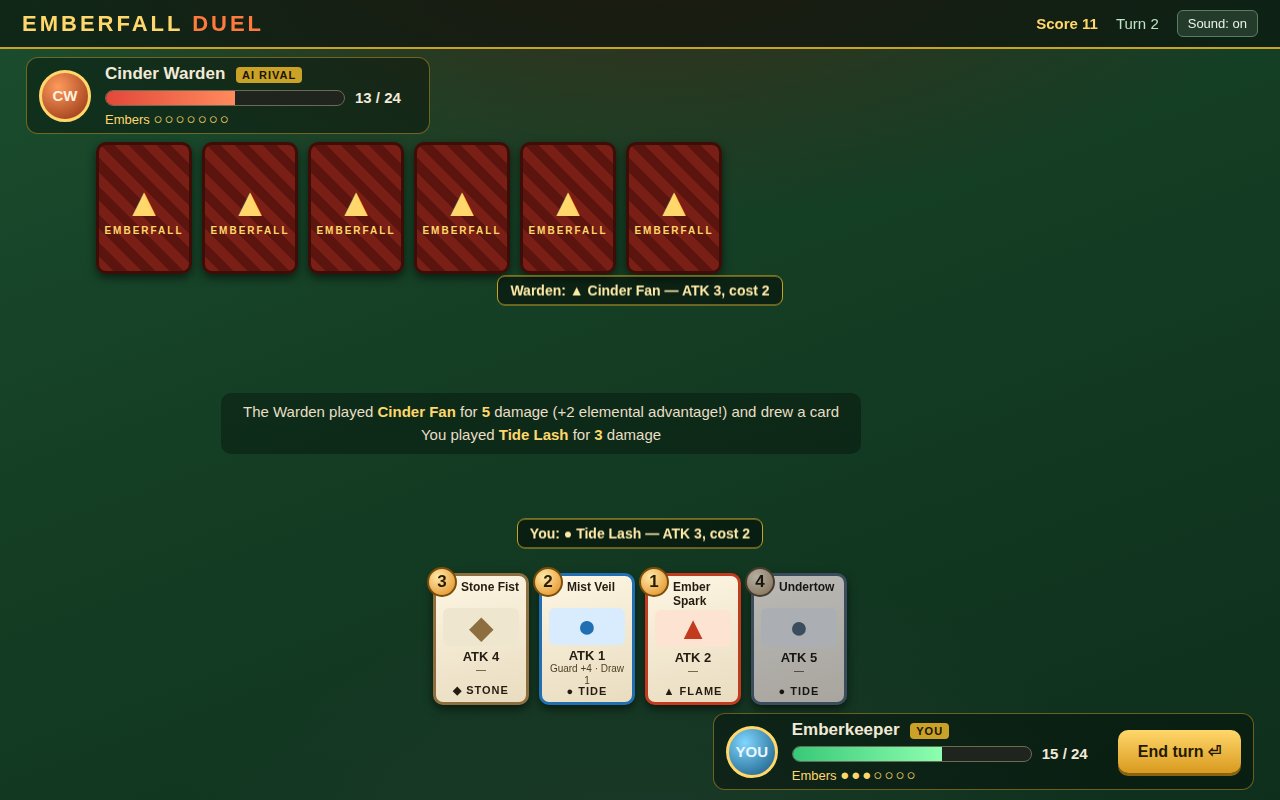 EMBERFALL DUEL
Score 11
Turn 2
Sound: on
CW
Cinder Warden
AI RIVAL
13 / 24
Embers ○○○○○○○
▲
EMBERFALL
▲
EMBERFALL
▲
EMBERFALL
▲
EMBERFALL
▲
EMBERFALL
▲
EMBERFALL
Warden: ▲ Cinder Fan — ATK 3, cost 2
The Warden played Cinder Fan for 5 damage (+2 elemental advantage!) and drew a card
You played Tide Lash for 3 damage
You: ● Tide Lash — ATK 3, cost 2
3
Stone Fist
◆
ATK 4
—
◆ STONE
2
Mist Veil
●
ATK 1
Guard +4 · Draw
1
● TIDE
1
Ember
Spark
▲
ATK 2
—
▲ FLAME
4
Undertow
●
ATK 5
—
● TIDE
YOU
Emberkeeper
YOU
15 / 24
Embers ●●●○○○○
End turn ⏎